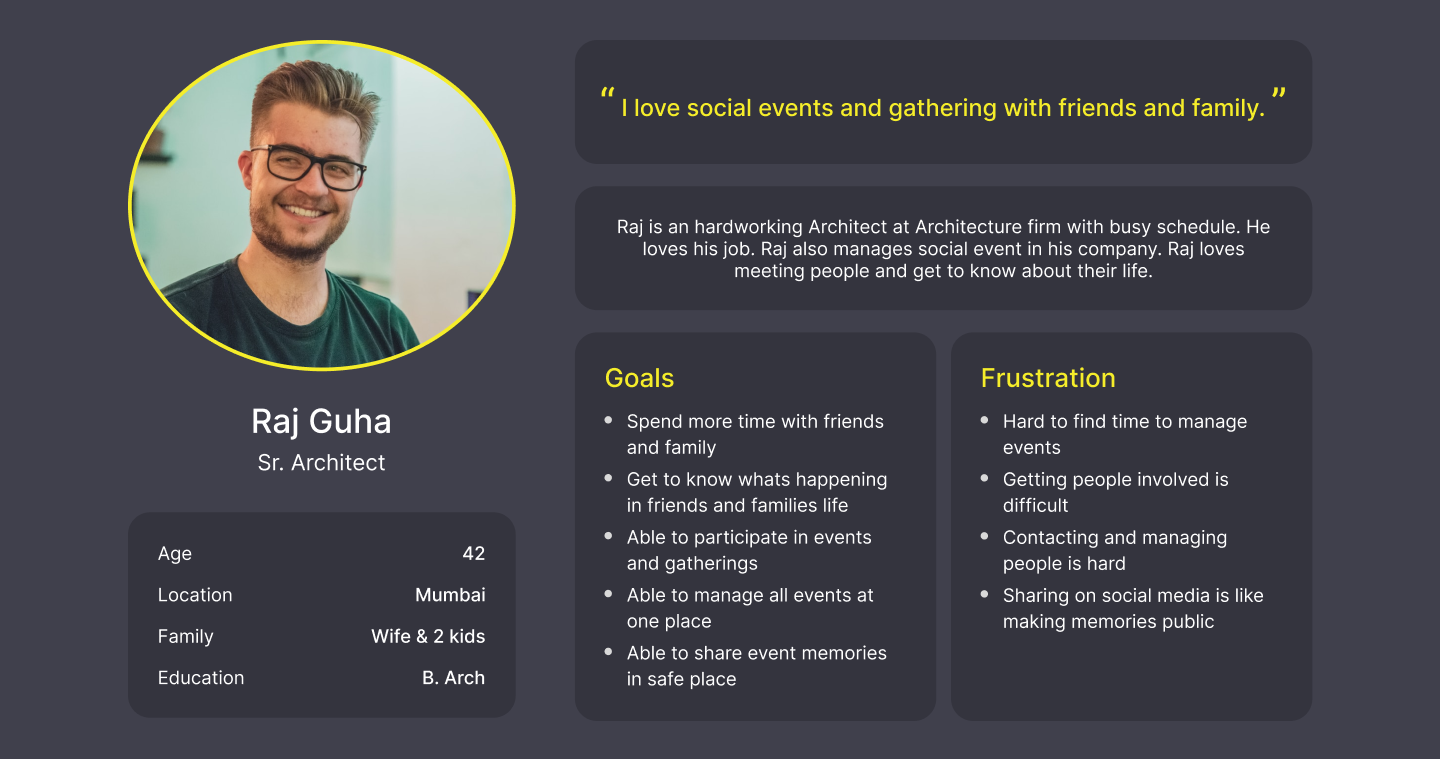 “ I love social events and gathering with friends and family. ”
Raj is an hardworking Architect at Architecture firm with busy schedule. He
loves his job. Raj also manages social event in his company. Raj loves
meeting people and get to know about their life.
Raj Guha
Sr. Architect
Age 42
Location Mumbai
Family Wife & 2 kids
Education B. Arch
Goals
• Spend more time with friends
and family
• Get to know whats happening
in friends and families life
• Able to participate in events
and gatherings
• Able to manage all events at
one place
• Able to share event memories
in safe place
Frustration
• Hard to find time to manage
events
• Getting people involved is
difficult
• Contacting and managing
people is hard
• Sharing on social media is like
making memories public